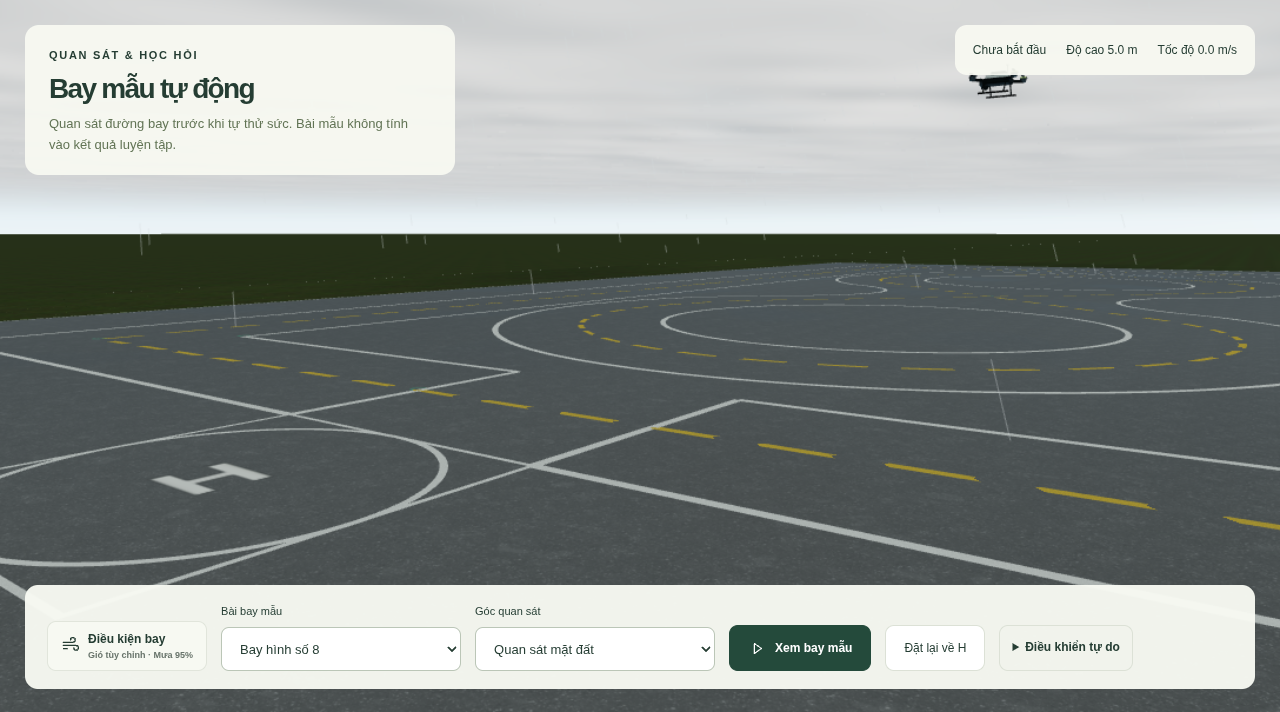 QUAN SÁT & HỌC HỎI
Bay mẫu tự động
Quan sát đường bay trước khi tự thử sức. Bài mẫu không tính
vào kết quả luyện tập.
Chưa bắt đầu Độ cao 5.0 m Tốc độ 0.0 m/s
H
Bài bay mẫu
Góc quan sát
Điều kiện bay
Gió tùy chỉnh · Mưa 95%
Bay hình số 8
Quan sát mặt đất
Xem bay mẫu
Đặt lại về H
Điều khiển tự do